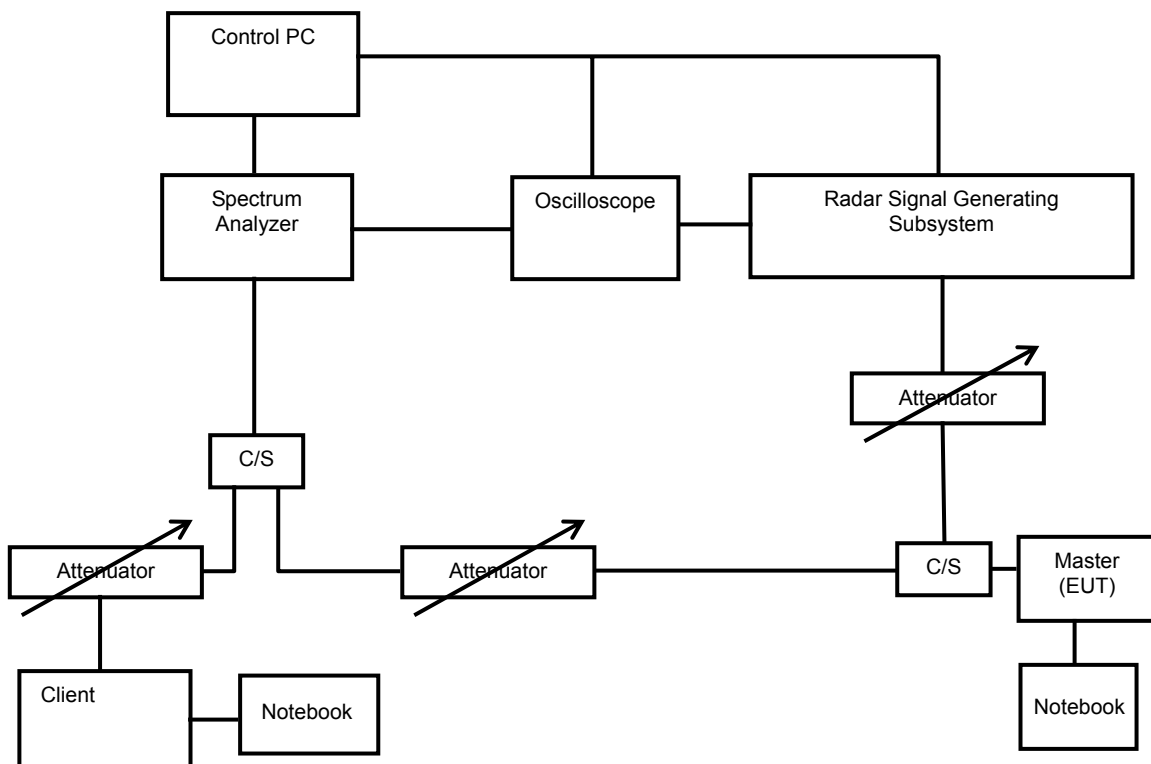 Control PC
Spectrum
Analyzer
Oscilloscope
Radar Signal Generating
Subsystem
Attenuator
C/S
Attenuator
Attenuator
C/S
Master
(EUT)
Client
Notebook
Notebook